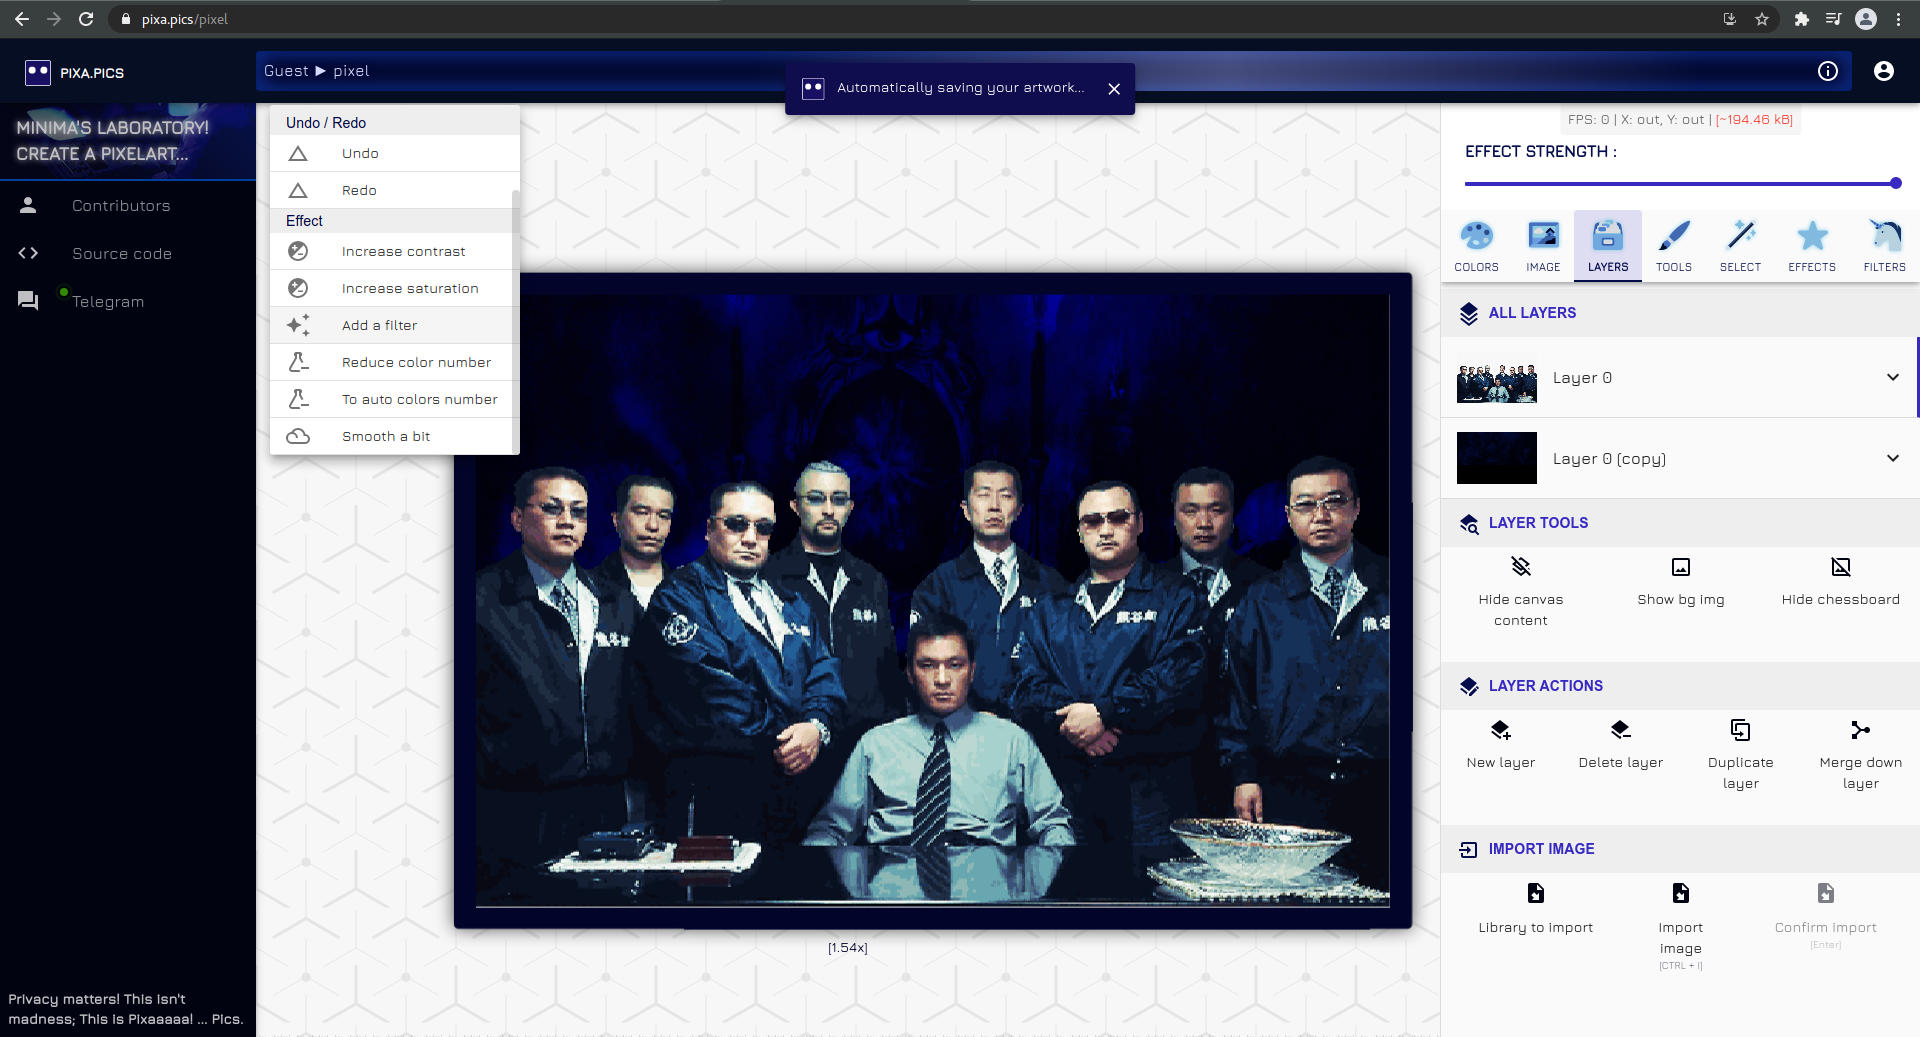 pixa.pics/pixel
PIXA.PICS
Guest ► pixel
Automatically saving your artwork...
MINIMA'S LABORATORY!
CREATE A PIXELART...
Contributors
Source code
Telegram
Privacy matters! This isn't
madness; This is Pixaaaaa! ... Pics.
Undo / Redo
Undo
Redo
Effect
Increase contrast
Increase saturation
Add a filter
Reduce color number
To auto colors number
Smooth a bit
[1.54x]
FPS: 0 | X: out, Y: out | [~194.46 kB]
EFFECT STRENGTH :
COLORS
IMAGE
LAYERS
TOOLS
SELECT
EFFECTS
FILTERS
ALL LAYERS
Layer 0
Layer 0 (copy)
LAYER TOOLS
Hide canvas
content
Show bg img
Hide chessboard
LAYER ACTIONS
New layer
Delete layer
Duplicate
layer
Merge down
layer
IMPORT IMAGE
Library to import
Import
image
[CTRL + I]
Confirm import
[Enter]